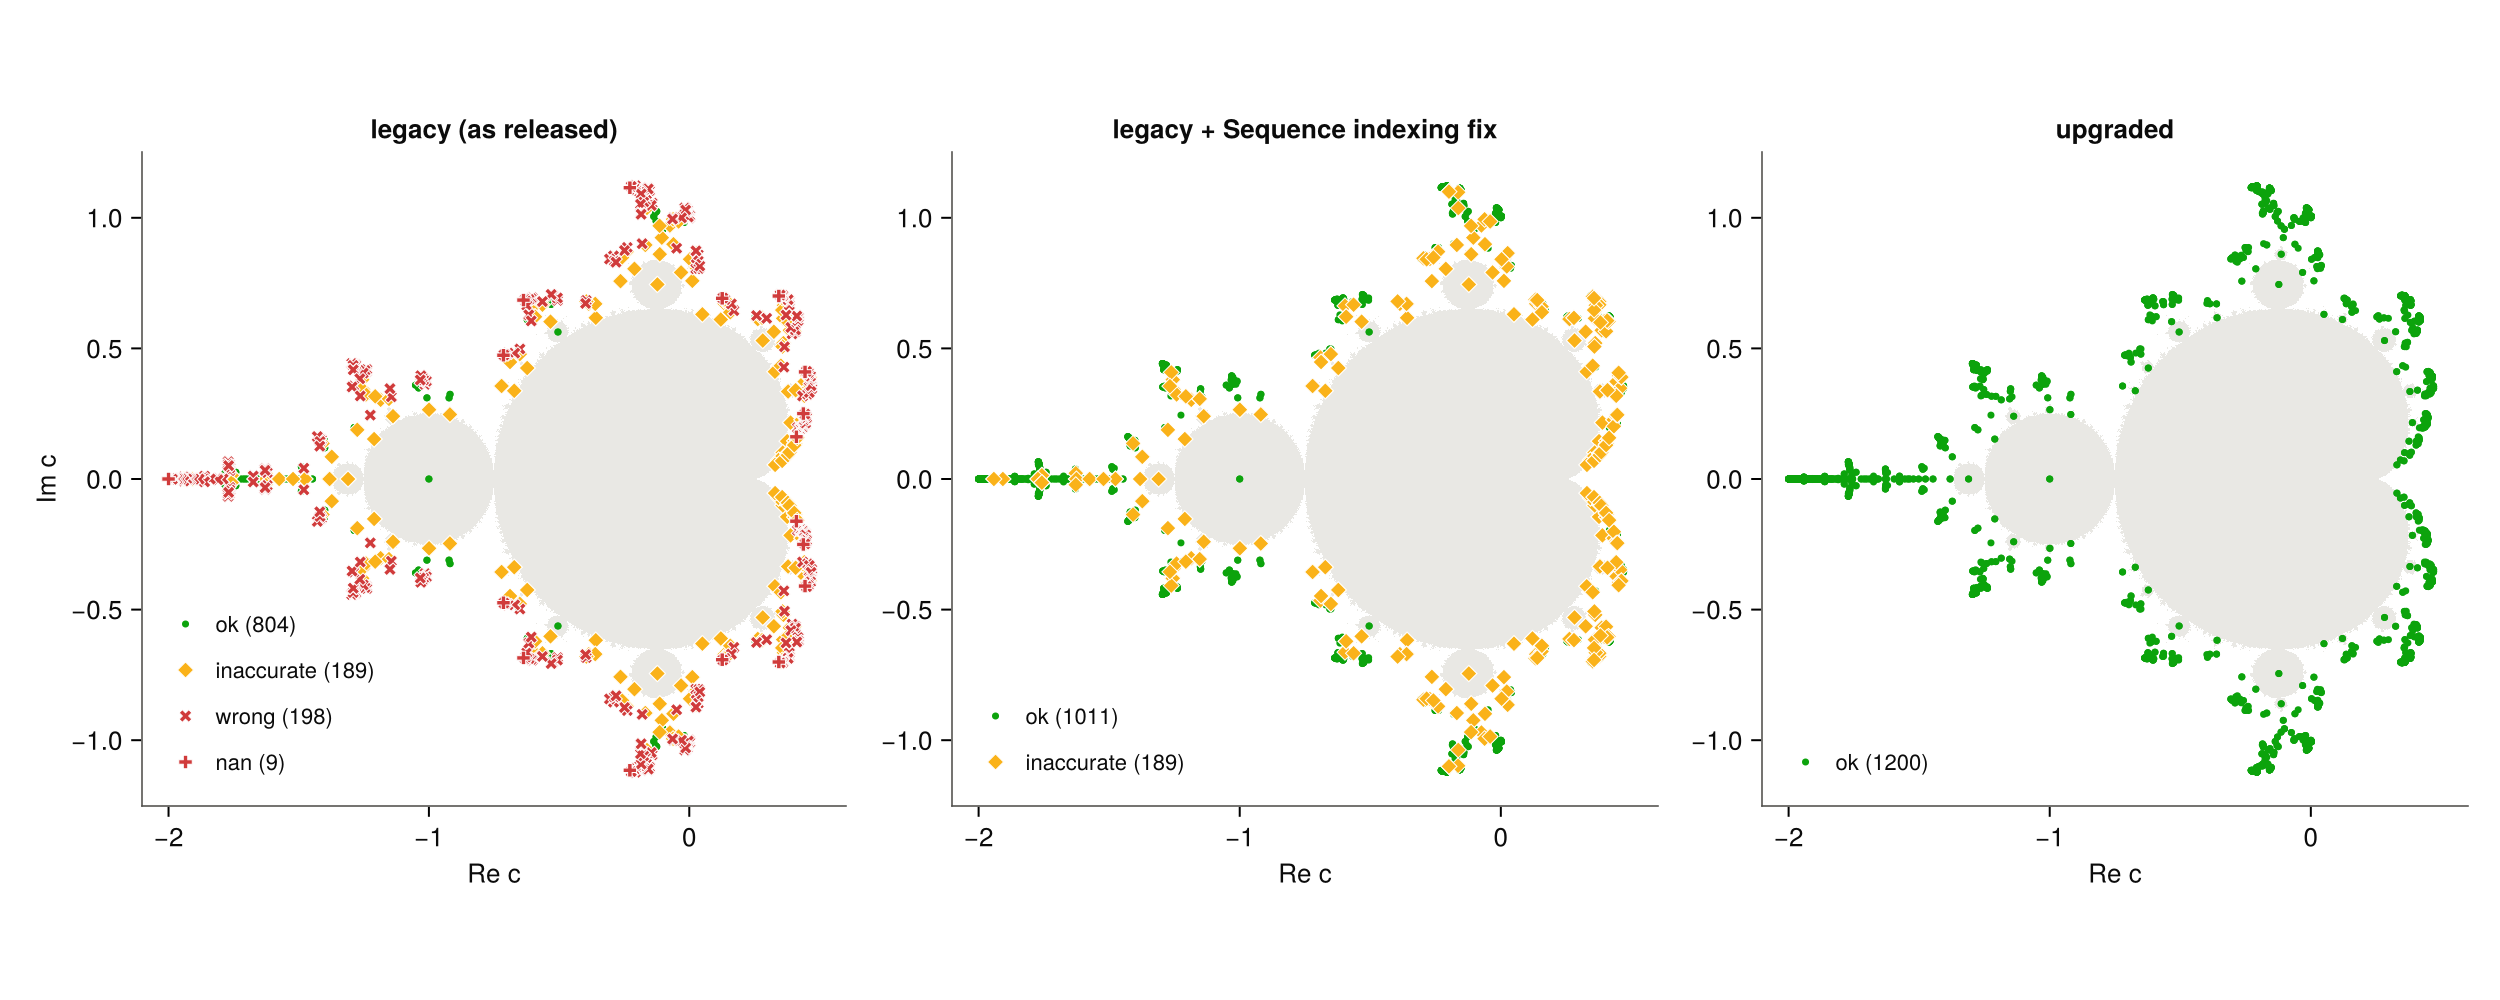 legacy (as released)
legacy + Sequence indexing fix
upgraded
Im c
1.0
0.5
0.0
−0.5
−1.0
ok (804)
inaccurate (189)
wrong (198)
nan (9)
−2
−1
0
Re c
1.0
0.5
0.0
−0.5
−1.0
ok (1011)
inaccurate (189)
−2
−1
0
Re c
1.0
0.5
0.0
−0.5
−1.0
ok (1200)
−2
−1
0
Re c